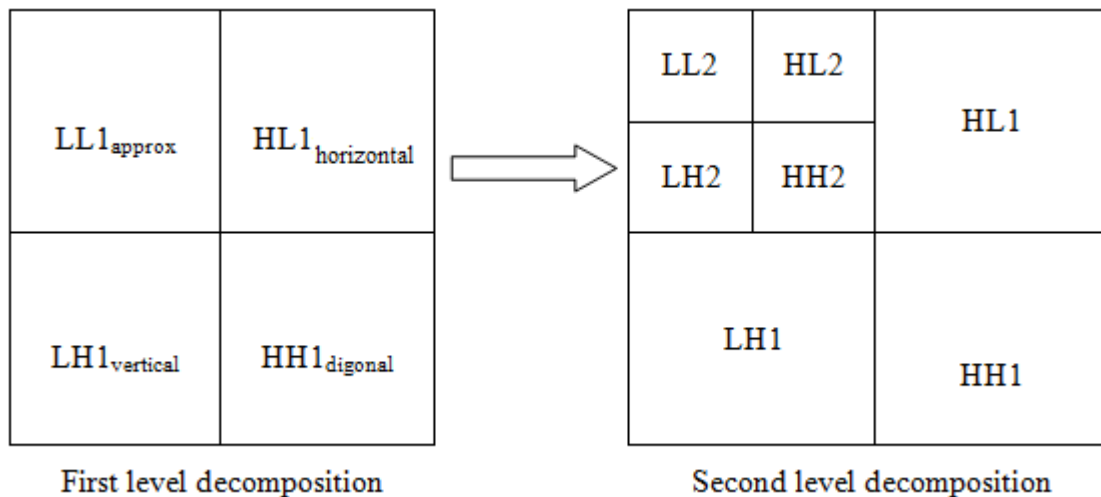 LL1approx
HL1horizontal
LH1vertical
HH1digonal
First level decomposition
LL2
HL2
HL1
LH2
HH2
LH1
HH1
Second level decomposition